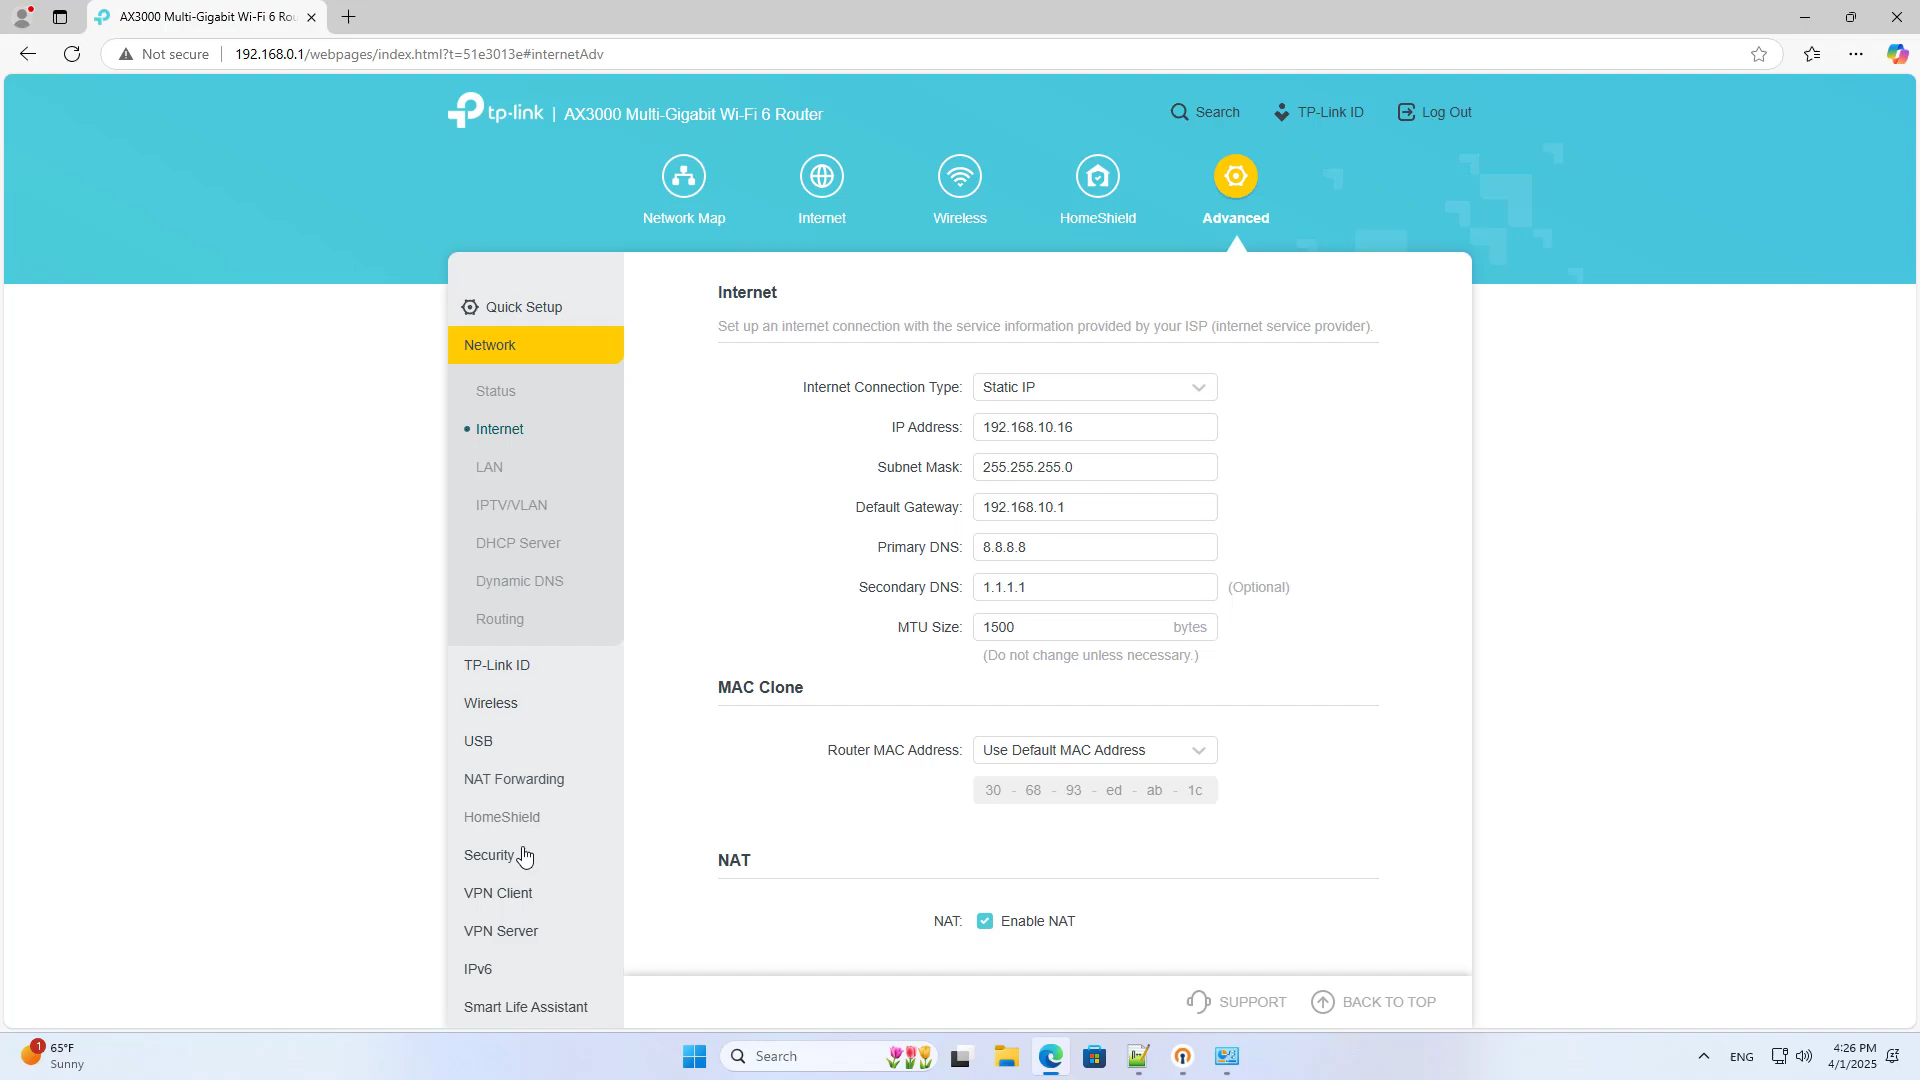 AX3000 Multi-Gigabit Wi-Fi 6 Rou
Not secure
192.168.0.1/webpages/index.html?t=51e3013e#internetAdv
tp-link | AX3000 Multi-Gigabit Wi-Fi 6 Router
Search
TP-Link ID
Log Out
Network Map
Internet
Wireless
HomeShield
Advanced
Quick Setup
Network
Status
Internet
LAN
IPTV/VLAN
DHCP Server
Dynamic DNS
Routing
TP-Link ID
Wireless
USB
NAT Forwarding
HomeShield
Security
VPN Client
VPN Server
IPv6
Smart Life Assistant
Internet
Set up an internet connection with the service information provided by your ISP (internet service provider).
Internet Connection Type: Static IP
IP Address: 192.168.10.16
Subnet Mask: 255.255.255.0
Default Gateway: 192.168.10.1
Primary DNS: 8.8.8.8
Secondary DNS: 1.1.1.1 (Optional)
MTU Size: 1500 bytes
(Do not change unless necessary.)
MAC Clone
Router MAC Address: Use Default MAC Address
30 - 68 - 93 - ed - ab - 1c
NAT
NAT: Enable NAT
SUPPORT
BACK TO TOP
1
65°F
Sunny
Search
ENG
4:26 PM
4/1/2025